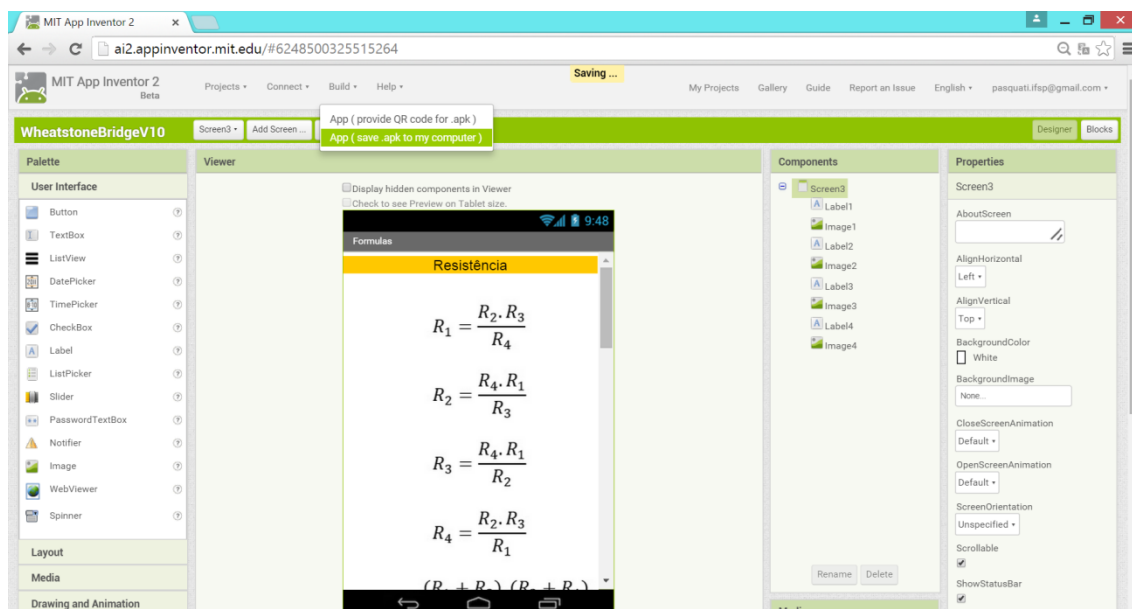 MIT App Inventor 2
ai2.appinventor.mit.edu/#6248500325515264
MIT App Inventor 2
Beta
Projects
Connect
Build
Help
Saving ...
My Projects
Gallery
Guide
Report an Issue
English
pasquati.ifsp@gmail.com
App ( provide QR code for .apk )
App ( save .apk to my computer )
WheatstoneBridgeV10
Screen3
Add Screen ...
Designer
Blocks
Palette
User Interface
Button
TextBox
ListView
DatePicker
TimePicker
CheckBox
Label
ListPicker
Slider
PasswordTextBox
Notifier
Image
WebViewer
Spinner
Layout
Media
Drawing and Animation
Viewer
Display hidden components in Viewer
Check to see Preview on Tablet size.
9:48
Formulas
Resistência
R₁ = R₂.R₃ / R₄
R₂ = R₄.R₁ / R₃
R₃ = R₄.R₁ / R₂
R₄ = R₂.R₃ / R₁
Components
Screen3
Label1
Image1
Label2
Image2
Label3
Image3
Label4
Image4
Rename
Delete
Properties
Screen3
AboutScreen
AlignHorizontal
Left
AlignVertical
Top
BackgroundColor
White
BackgroundImage
None...
CloseScreenAnimation
Default
OpenScreenAnimation
Default
ScreenOrientation
Unspecified
Scrollable
ShowStatusBar